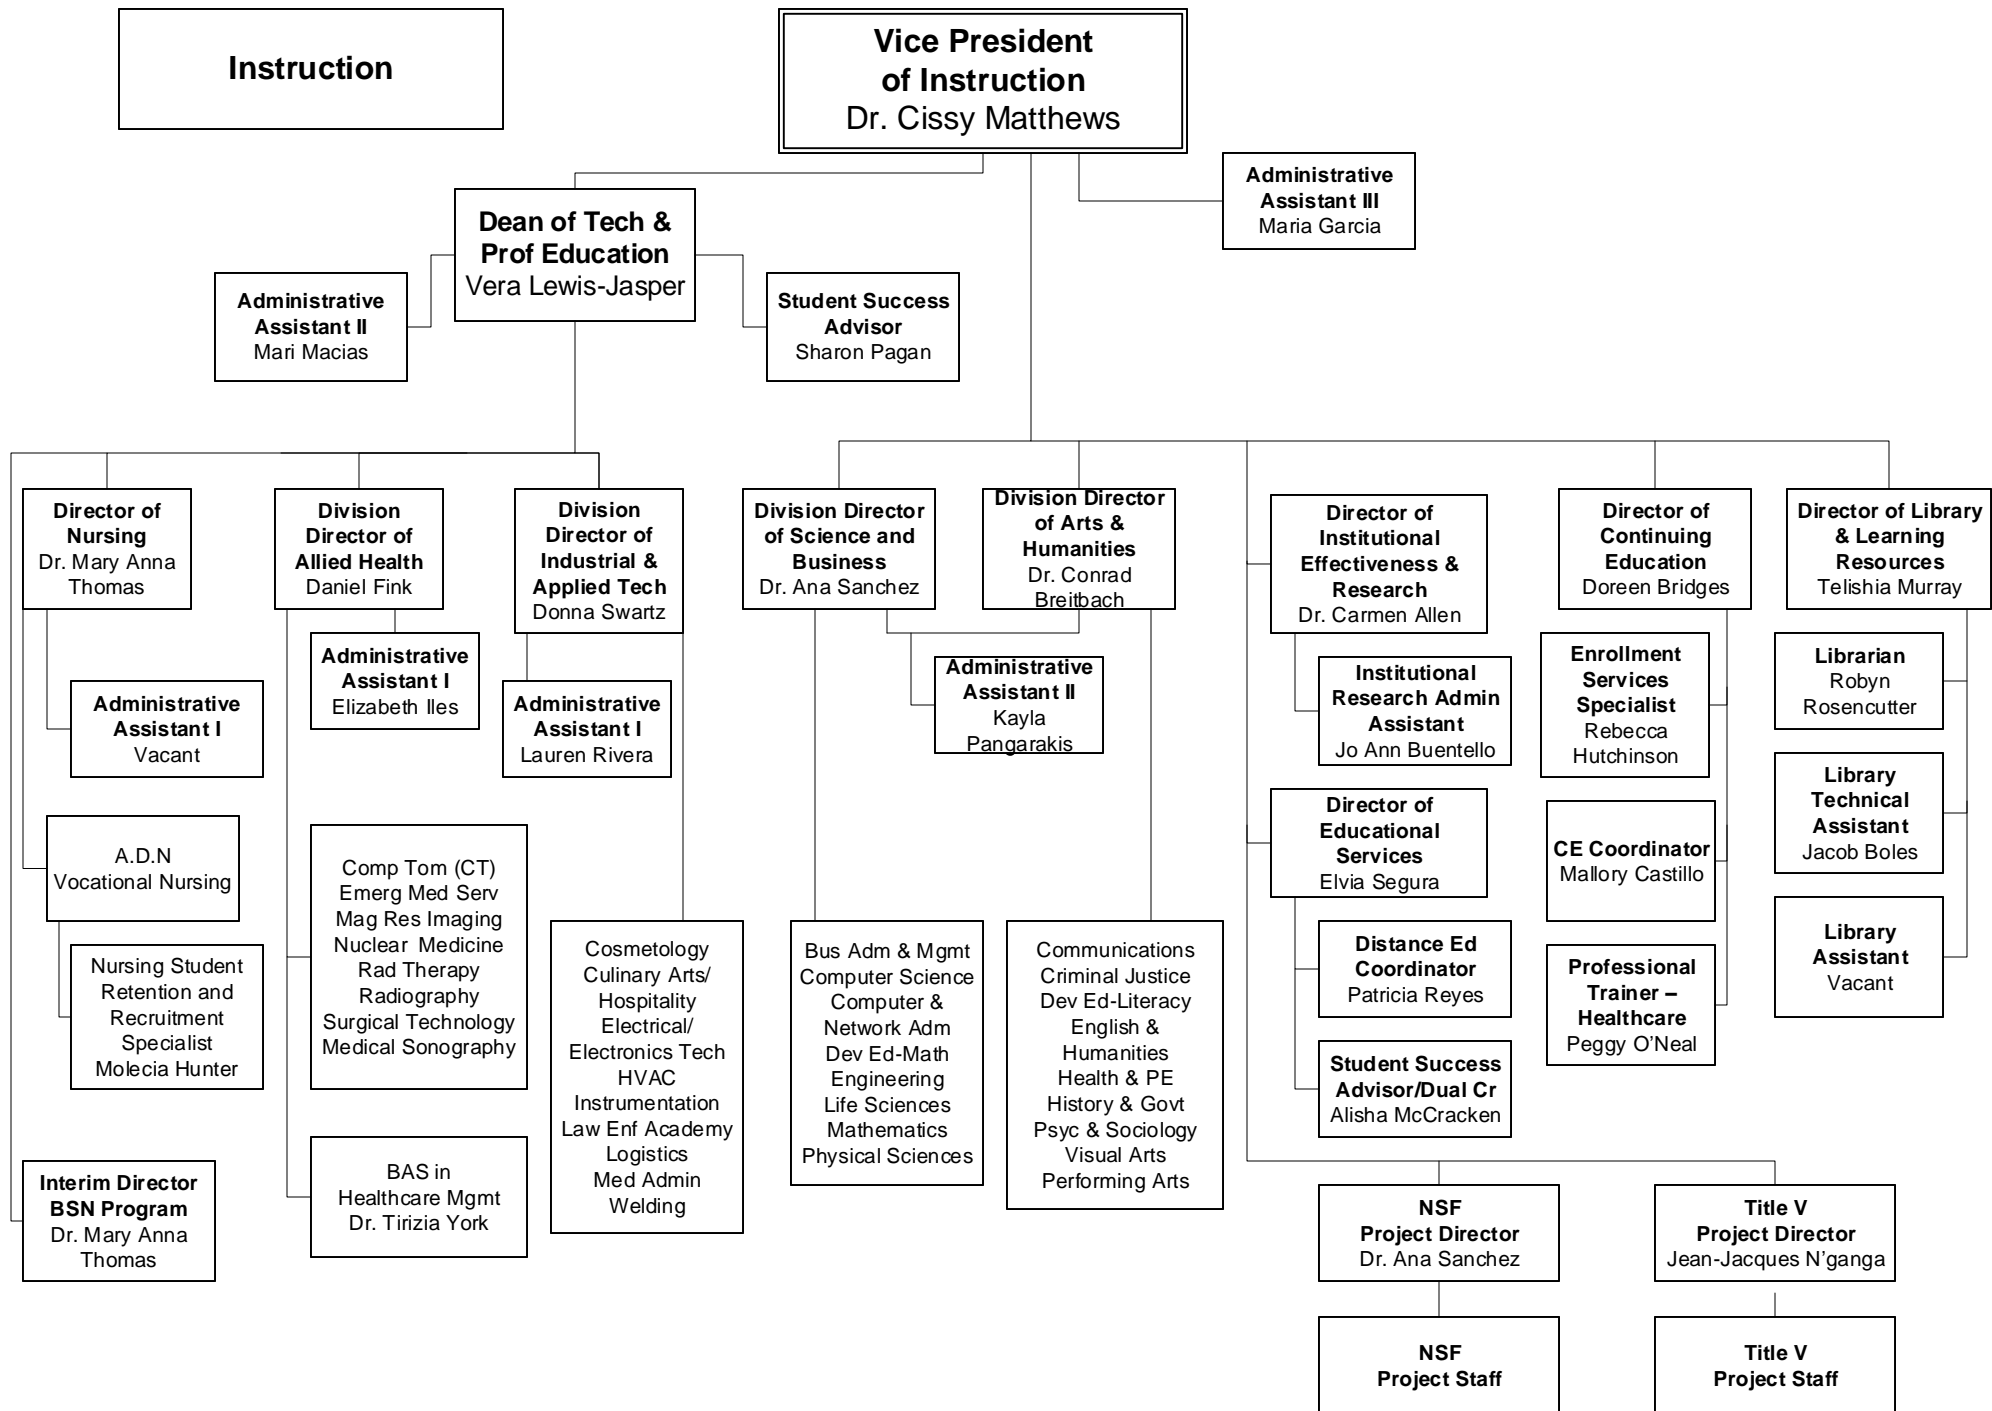 Instruction
Vice President
of Instruction
Dr. Cissy Matthews
Administrative
Assistant III
Maria Garcia
Dean of Tech &
Prof Education
Vera Lewis-Jasper
Administrative
Assistant II
Mari Macias
Student Success
Advisor
Sharon Pagan
Director of
Nursing
Dr. Mary Anna
Thomas
Administrative
Assistant I
Vacant
A.D.N
Vocational Nursing
Nursing Student
Retention and
Recruitment
Specialist
Molecia Hunter
Interim Director
BSN Program
Dr. Mary Anna
Thomas
Division
Director of
Allied Health
Daniel Fink
Administrative
Assistant I
Elizabeth Iles
Comp Tom (CT)
Emerg Med Serv
Mag Res Imaging
Nuclear Medicine
Rad Therapy
Radiography
Surgical Technology
Medical Sonography
BAS in
Healthcare Mgmt
Dr. Tirizia York
Division
Director of
Industrial &
Applied Tech
Donna Swartz
Administrative
Assistant I
Lauren Rivera
Cosmetology
Culinary Arts/
Hospitality
Electrical/
Electronics Tech
HVAC
Instrumentation
Law Enf Academy
Logistics
Med Admin
Welding
Division Director
of Science and
Business
Dr. Ana Sanchez
Division Director
of Arts &
Humanities
Dr. Conrad
Breitbach
Administrative
Assistant II
Kayla
Pangarakis
Bus Adm & Mgmt
Computer Science
Computer &
Network Adm
Dev Ed-Math
Engineering
Life Sciences
Mathematics
Physical Sciences
Communications
Criminal Justice
Dev Ed-Literacy
English &
Humanities
Health & PE
History & Govt
Psyc & Sociology
Visual Arts
Performing Arts
Director of
Institutional
Effectiveness &
Research
Dr. Carmen Allen
Institutional
Research Admin
Assistant
Jo Ann Buentello
Director of
Educational
Services
Elvia Segura
Distance Ed
Coordinator
Patricia Reyes
Student Success
Advisor/Dual Cr
Alisha McCracken
NSF
Project Director
Dr. Ana Sanchez
NSF
Project Staff
Title V
Project Director
Jean-Jacques N’ganga
Title V
Project Staff
Director of
Continuing
Education
Doreen Bridges
Enrollment
Services
Specialist
Rebecca
Hutchinson
CE Coordinator
Mallory Castillo
Professional
Trainer –
Healthcare
Peggy O’Neal
Director of Library
& Learning
Resources
Telishia Murray
Librarian
Robyn
Rosencutter
Library
Technical
Assistant
Jacob Boles
Library
Assistant
Vacant